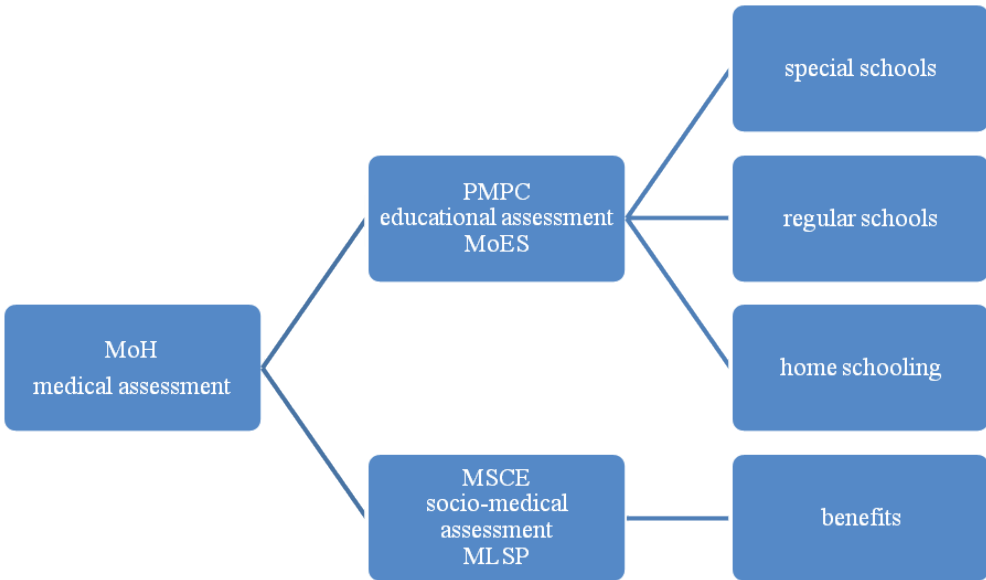 MoH
medical assessment
PMPC
educational assessment
MoES
MSCE
socio-medical
assessment
MLSP
special schools
regular schools
home schooling
benefits